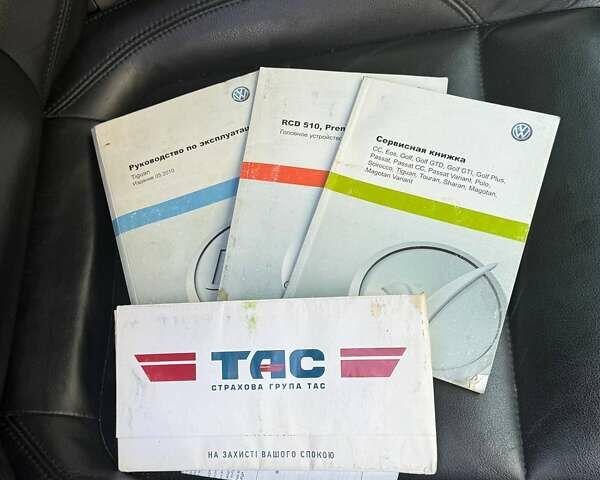 Руководство по эксплуатац
Tiguan
Издание 05.2010
RCD 510, Prem
Головное устройство
Сервисная книжка
CC, Eos, Golf, Golf GTD, Golf GTI, Golf Plus,
Passat, Passat CC, Passat Variant, Polo,
Scirocco, Tiguan, Touran, Sharan, Magotan,
Magotan Variant
ТАС
СТРАХОВА ГРУПА ТАС
НА ЗАХИСТІ ВАШОГО СПОКОЮ